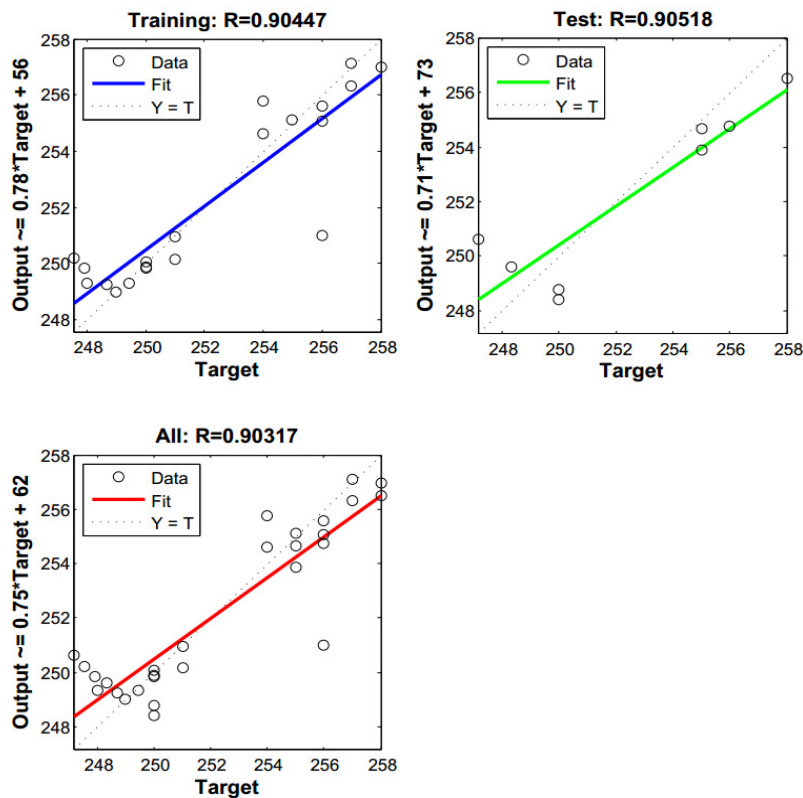 Training: R=0.90447
Output ~= 0.78*Target + 56
258
256
254
252
250
248
Data
Fit
Y = T
248 250 252 254 256 258
Target
Test: R=0.90518
Output ~= 0.71*Target + 73
258
256
254
252
250
248
Data
Fit
Y = T
248 250 252 254 256 258
Target
All: R=0.90317
Output ~= 0.75*Target + 62
258
256
254
252
250
248
Data
Fit
Y = T
248 250 252 254 256 258
Target